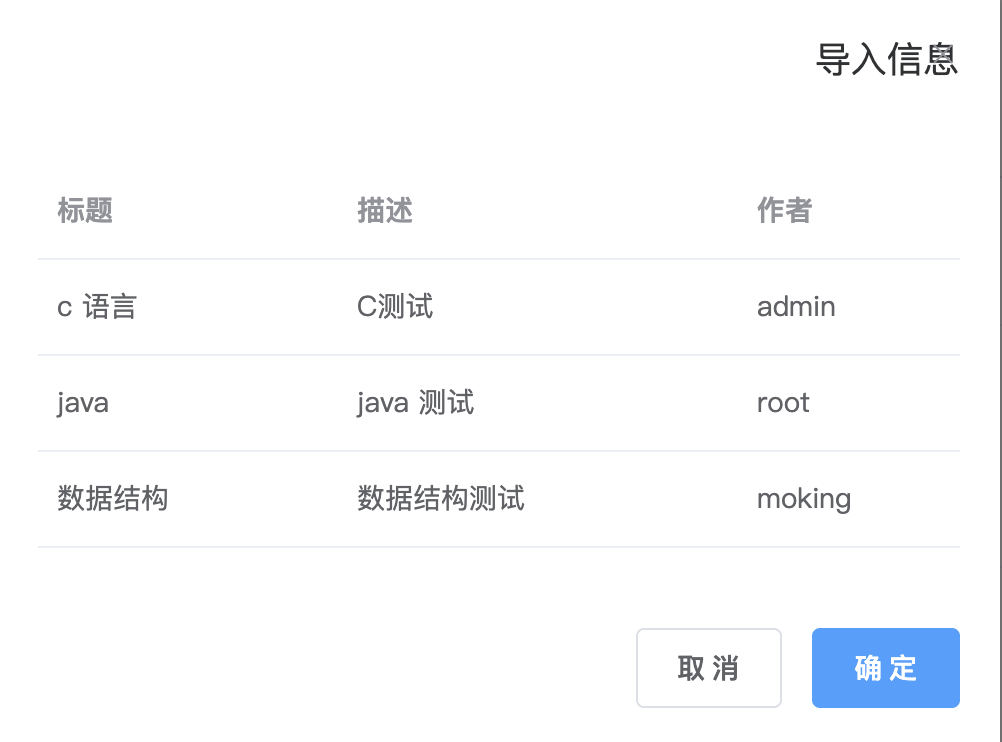 导入信息
标题 描述 作者
c 语言 C测试 admin
java java 测试 root
数据结构 数据结构测试 moking
取 消 确 定